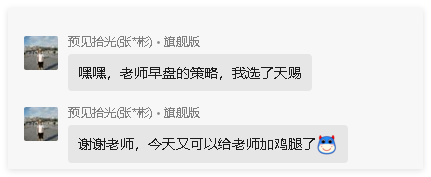 预见拾光(张*彬) • 旗舰版
嘿嘿，老师早盘的策略，我选了天赐
预见拾光(张*彬) • 旗舰版
谢谢老师，今天又可以给老师加鸡腿了